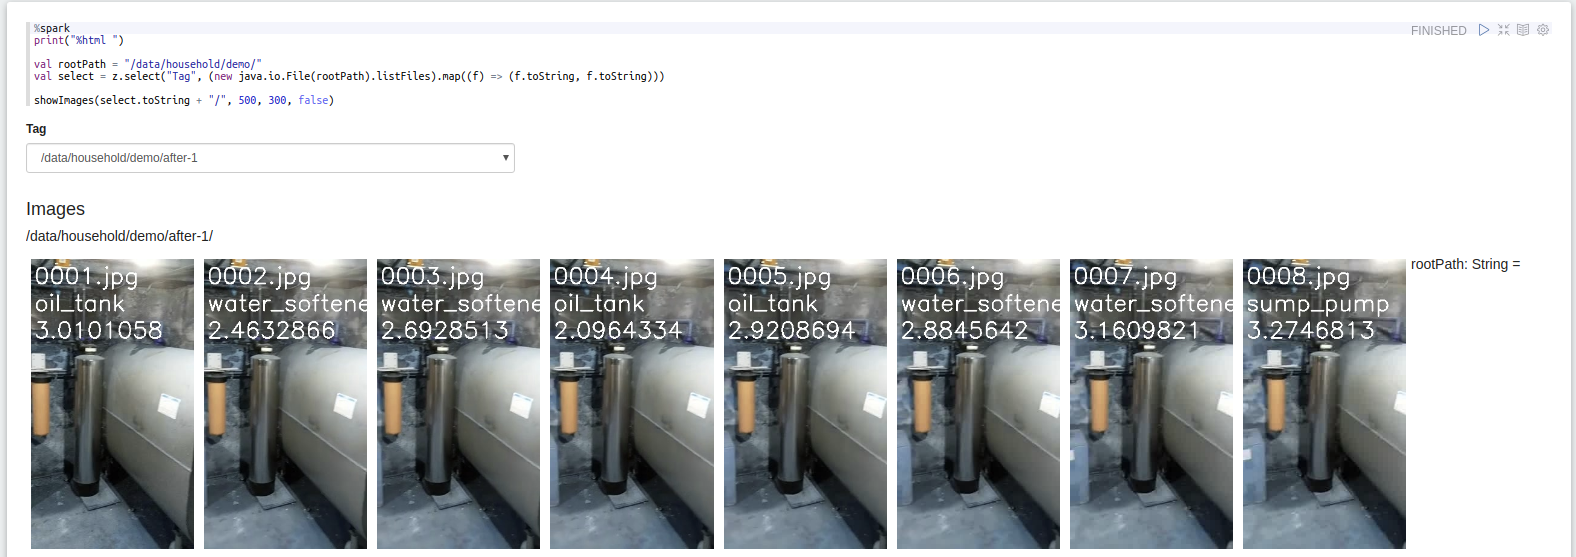 %spark
FINISHED
print("%html ")
val rootPath = "/data/household/demo/"
val select = z.select("Tag", (new java.io.File(rootPath).listFiles).map((f) => (f.toString, f.toString)))
showImages(select.toString + "/", 500, 300, false)
Tag
/data/household/demo/after-1
Images
/data/household/demo/after-1/
0001.jpg
oil_tank
3.0101058
0002.jpg
water_softene
2.4632866
0003.jpg
water_softene
2.6928513
0004.jpg
oil_tank
2.0964334
0005.jpg
oil_tank
2.9208694
0006.jpg
water_softene
2.8845642
0007.jpg
water_softene
3.1609821
0008.jpg
sump_pump
3.2746813
rootPath: String =